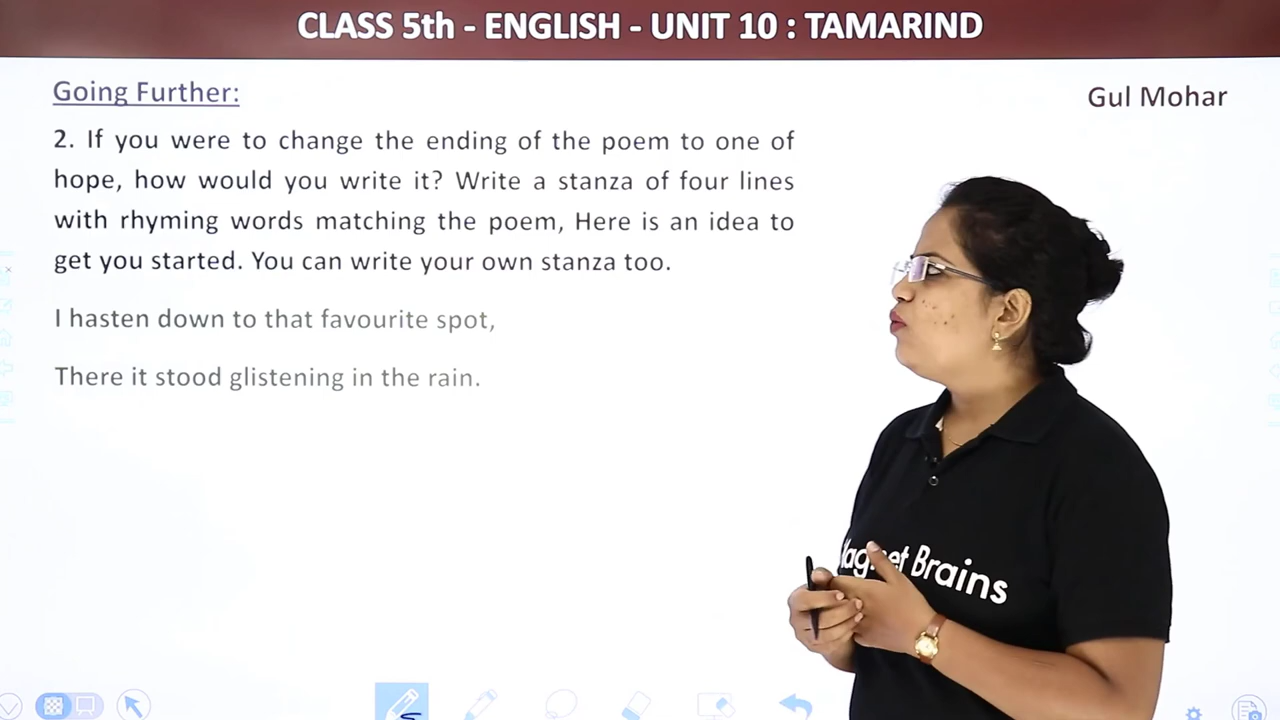 CLASS 5th - ENGLISH - UNIT 10 : TAMARIND
Going Further:
Gul Mohar
2. If you were to change the ending of the poem to one of
hope, how would you write it? Write a stanza of four lines
with rhyming words matching the poem, Here is an idea to
get you started. You can write your own stanza too.
I hasten down to that favourite spot,
There it stood glistening in the rain.
Magnet Brains